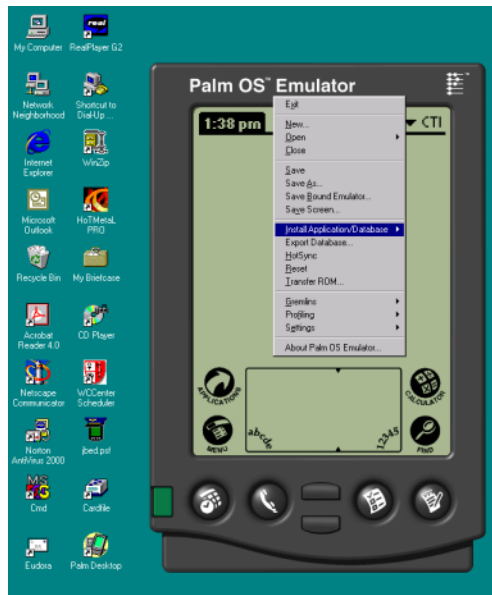 My Computer
RealPlayer G2
Network Neighborhood
Shortcut to Dial-Up ...
Internet Explorer
WinZip
Microsoft Outlook
HoTMetaL PRO
Recycle Bin
My Briefcase
Acrobat Reader 4.0
CD Player
Netscape Communicator
WCCenter Scheduler
Norton AntiVirus 2000
jbed.psf
Cmd
Cardfile
Eudora
Palm Desktop
Palm OS™ Emulator
1:38 pm
CTI
Exit
New...
Open
Close
Save
Save As...
Save Bound Emulator...
Save Screen...
Install Application/Database
Export Database...
HotSync
Reset
Transfer ROM...
Gremlins
Profiling
Settings
About Palm OS Emulator...
APPLICATIONS
CALCULATOR
MENU
abcde
12345
FIND
real
MS